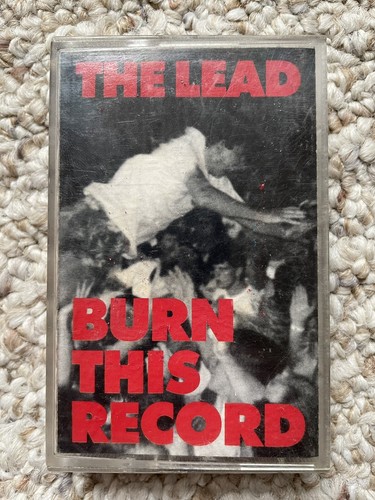 THE LEAD
BURN
THIS
RECORD